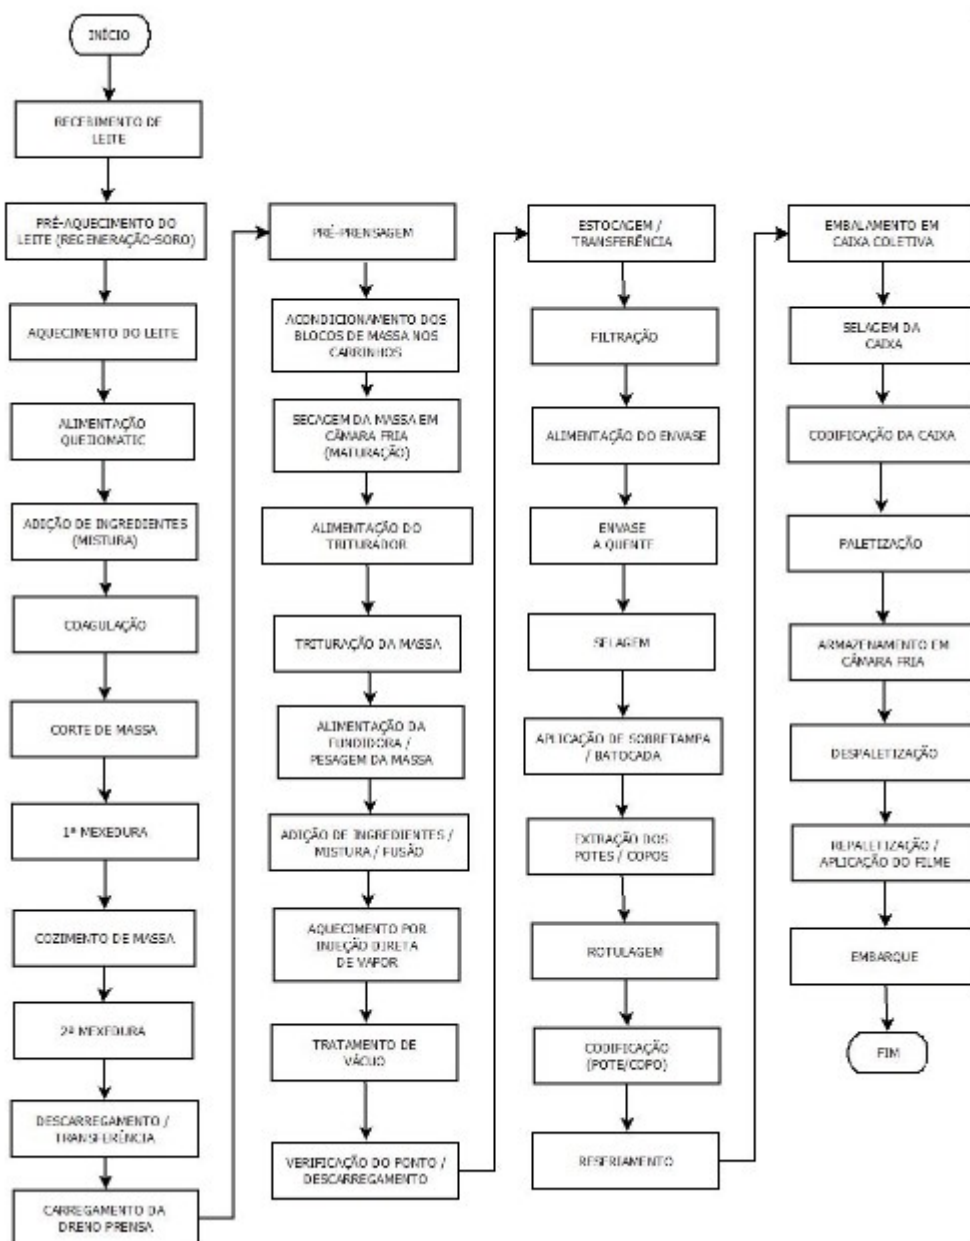 INÍCIO
RECEBIMENTO DE
LEITE
PRÉ-AQUECIMENTO DO
LEITE (REGENERAÇÃO-SORO)
AQUECIMENTO DO LEITE
ALIMENTAÇÃO
QUEIJOMATIC
ADIÇÃO DE INGREDIENTES
(MISTURA)
COAGULAÇÃO
CORTE DE MASSA
1ª MEXEDURA
COZIMENTO DE MASSA
2ª MEXEDURA
DESCARREGAMENTO /
TRANSFERÊNCIA
CARREGAMENTO DA
DRENO PRENSA
PRÉ-PRENSAGEM
ACONDICIONAMENTO DOS
BLOCOS DE MASSA NOS
CARRINHOS
SECAGEM DA MASSA EM
CÂMARA FRIA
(MATURAÇÃO)
ALIMENTAÇÃO DO
TRITURADOR
TRITURAÇÃO DA MASSA
ALIMENTAÇÃO DA
FUNDIDORA /
PESAGEM DA MASSA
ADIÇÃO DE INGREDIENTES /
MISTURA / FUSÃO
AQUECIMENTO POR
INJEÇÃO DIRETA
DE VAPOR
TRATAMENTO DE
VÁCUO
VERIFICAÇÃO DO PONTO /
DESCARREGAMENTO
ESTOCAGEM /
TRANSFERÊNCIA
FILTRAÇÃO
ALIMENTAÇÃO DO ENVASE
ENVASE
A QUENTE
SELAGEM
APLICAÇÃO DE SOBRETAMPA
/ BATOCADA
EXTRAÇÃO DOS
POTES / COPOS
ROTULAGEM
CODIFICAÇÃO
(POTE/COPO)
RESFRIAMENTO
EMBALAMENTO EM
CAIXA COLETIVA
SELAGEM DA
CAIXA
CODIFICAÇÃO DA CAIXA
PALETIZAÇÃO
ARMAZENAMENTO EM
CÂMARA FRIA
DESPALETIZAÇÃO
REPALETIZAÇÃO /
APLICAÇÃO DO FILME
EMBARQUE
FIM